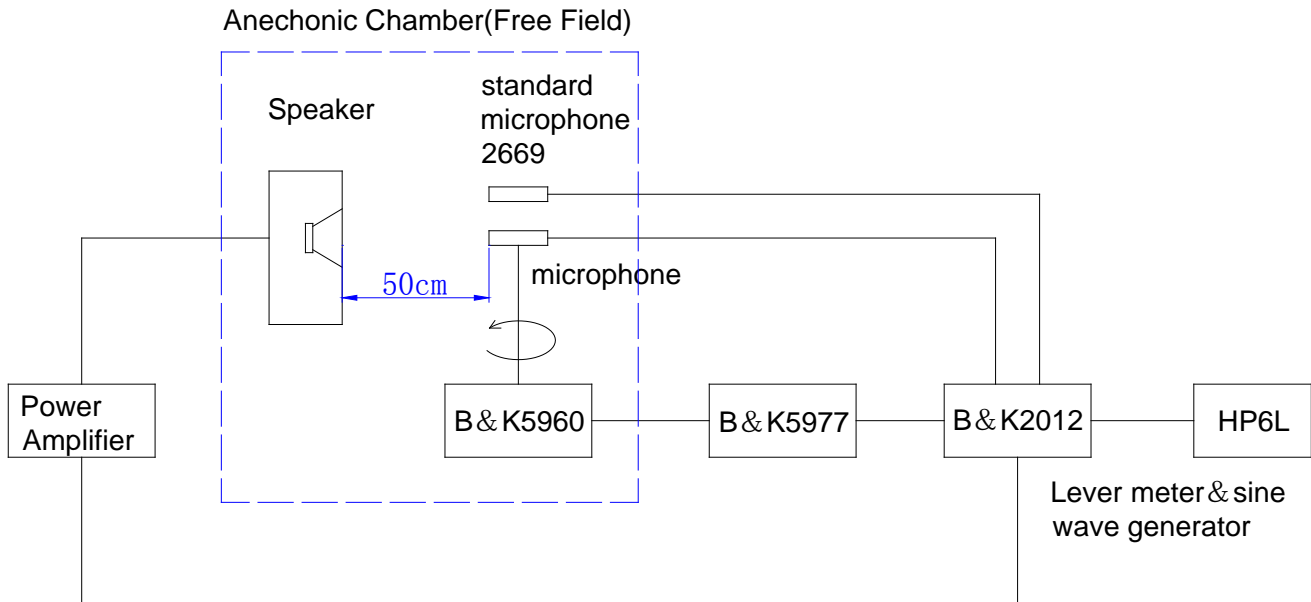 Anechonic Chamber(Free Field)
Speaker
standard
microphone
2669
50cm
microphone
Power
Amplifier
B&K5960
B&K5977
B&K2012
HP6L
Lever meter&sine
wave generator